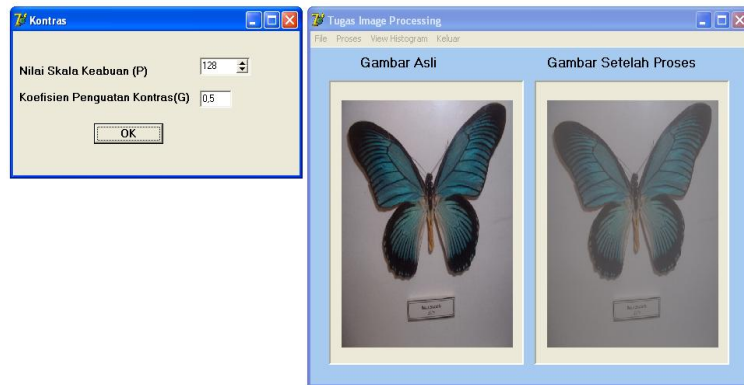 Kontras
Nilai Skala Keabuan (P)
128
Koefisien Penguatan Kontras(G)
0,5
OK
Tugas Image Processing
File Proses View Histogram Keluar
Gambar Asli
Gambar Setelah Proses